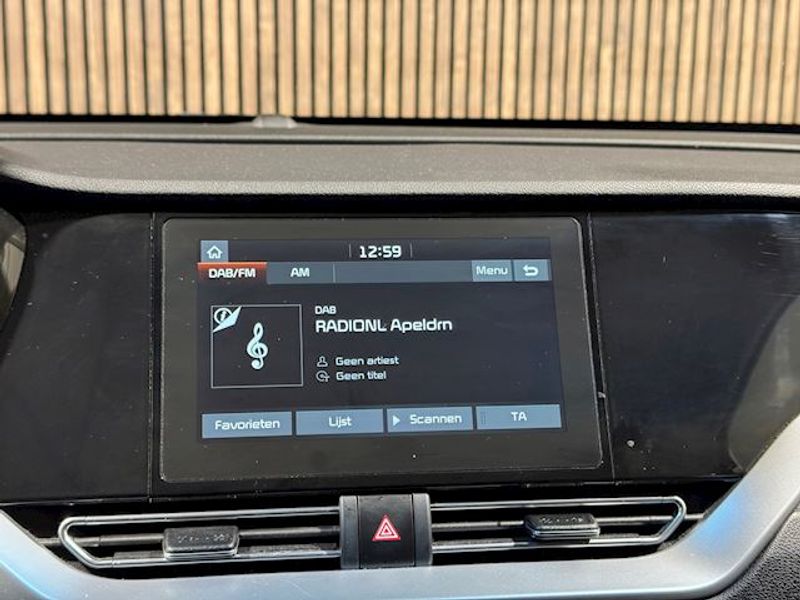 12:59
DAB/FM AM Menu
DAB
RADIONL Apeldrn
Geen artiest
Geen titel
Favorieten Lijst Scannen TA